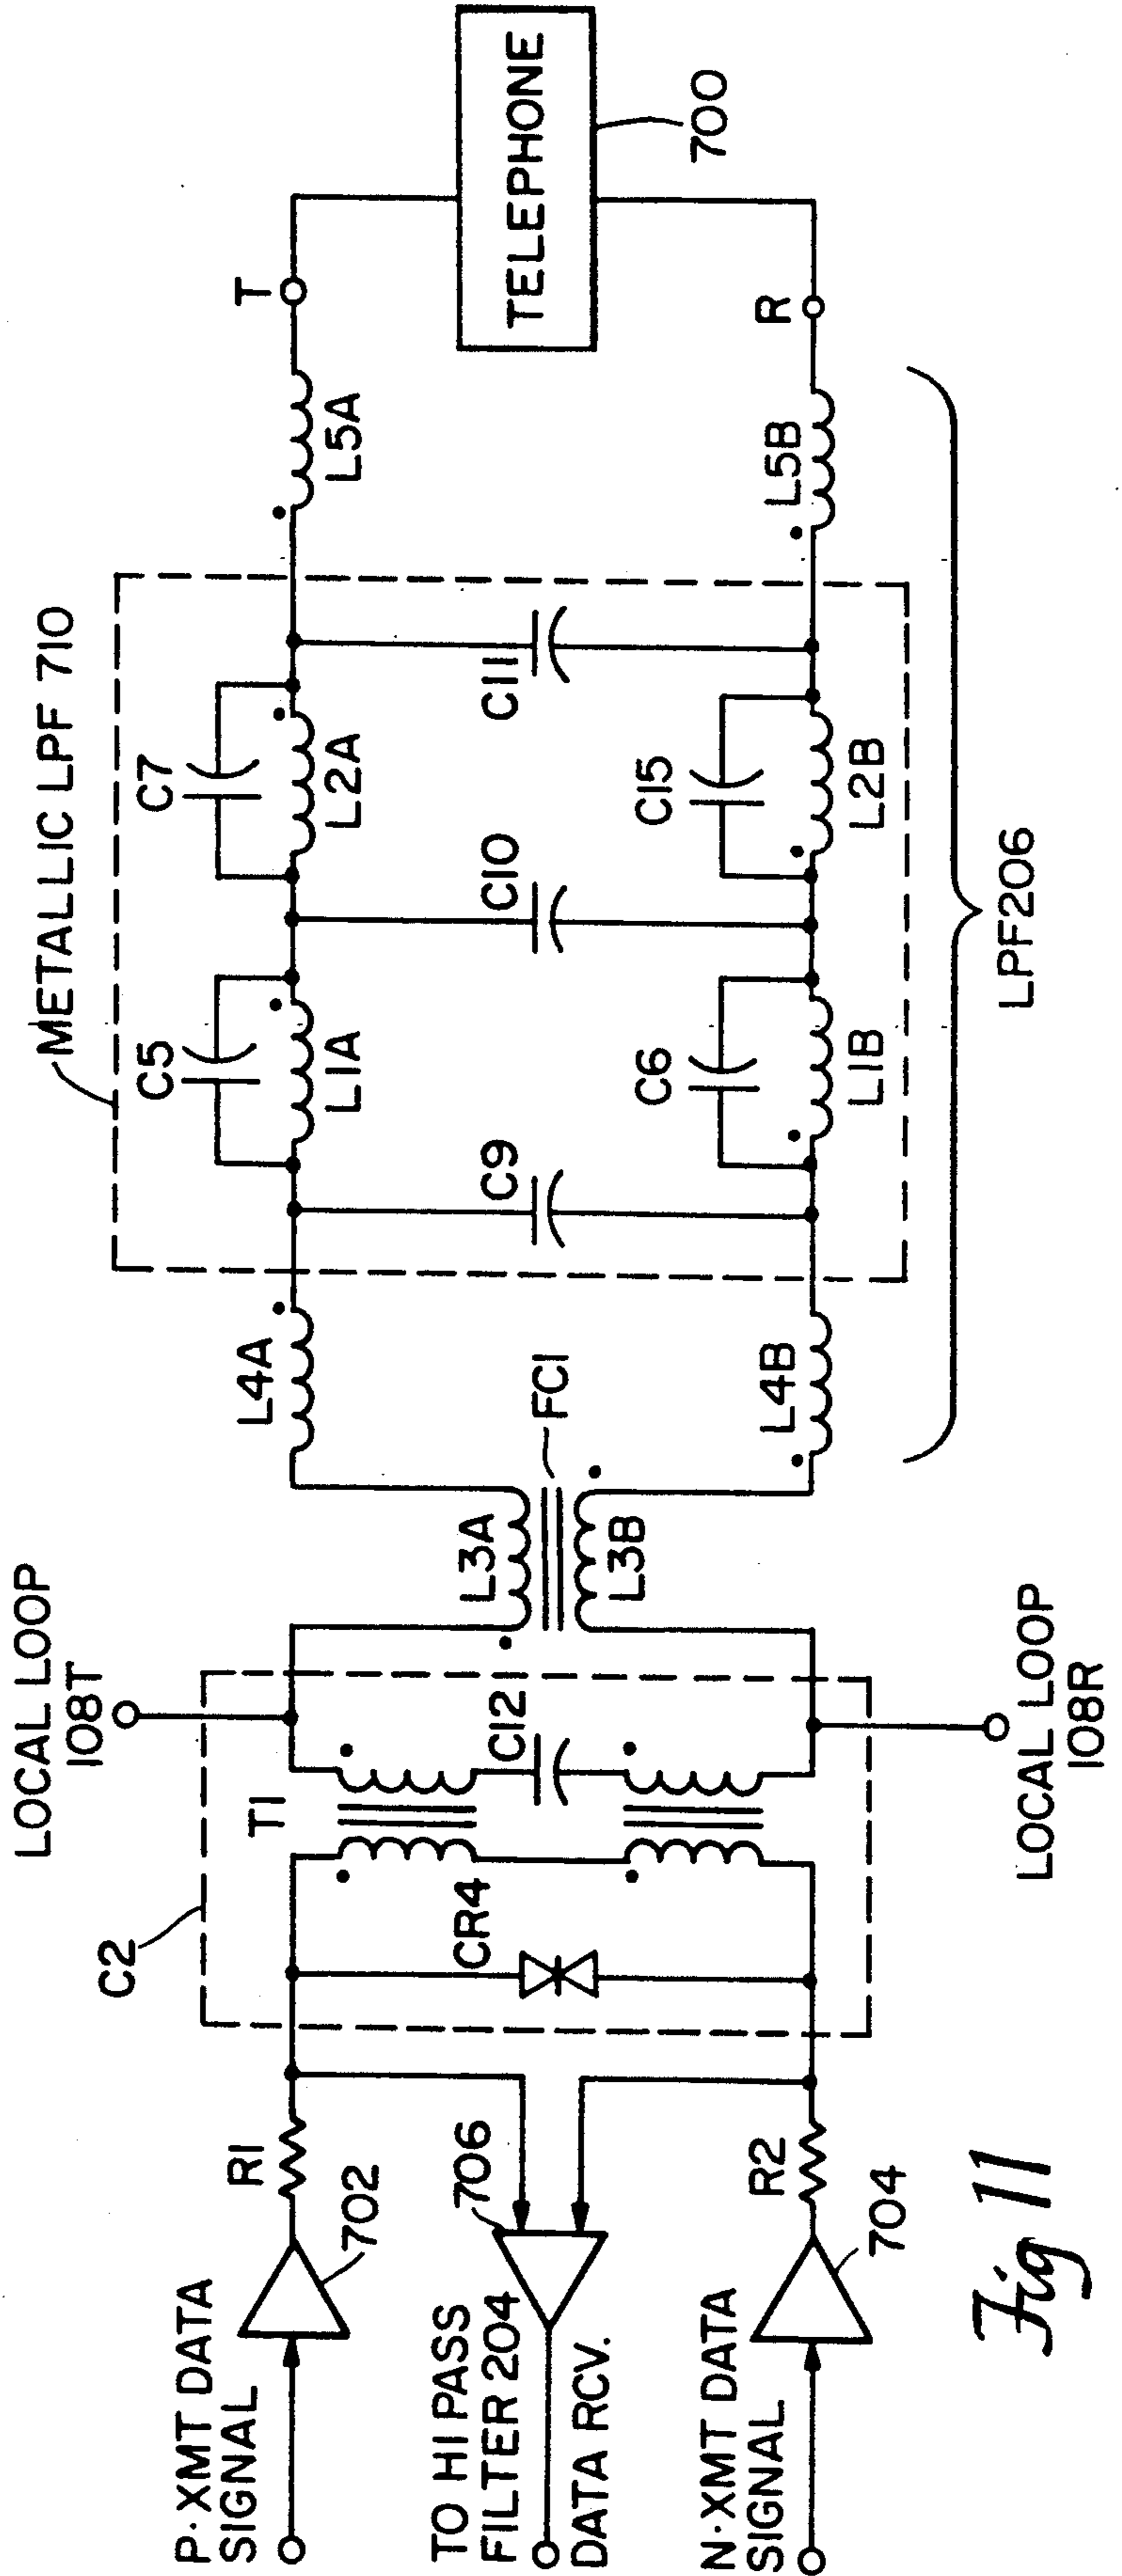 P·XMT DATA
SIGNAL
702
R1
TO HI PASS
FILTER 204
DATA RCV.
706
N·XMT DATA
SIGNAL
704
R2
C2
CR4
T1
C12
LOCAL LOOP
108T
LOCAL LOOP
108R
L3A
L3B
FC1
L4A
L4B
METALLIC LPF 710
C9
C5
L1A
C6
L1B
C10
C7
L2A
C15
L2B
C11
L5A
L5B
LPF206
T
R
TELEPHONE
700
Fig 11